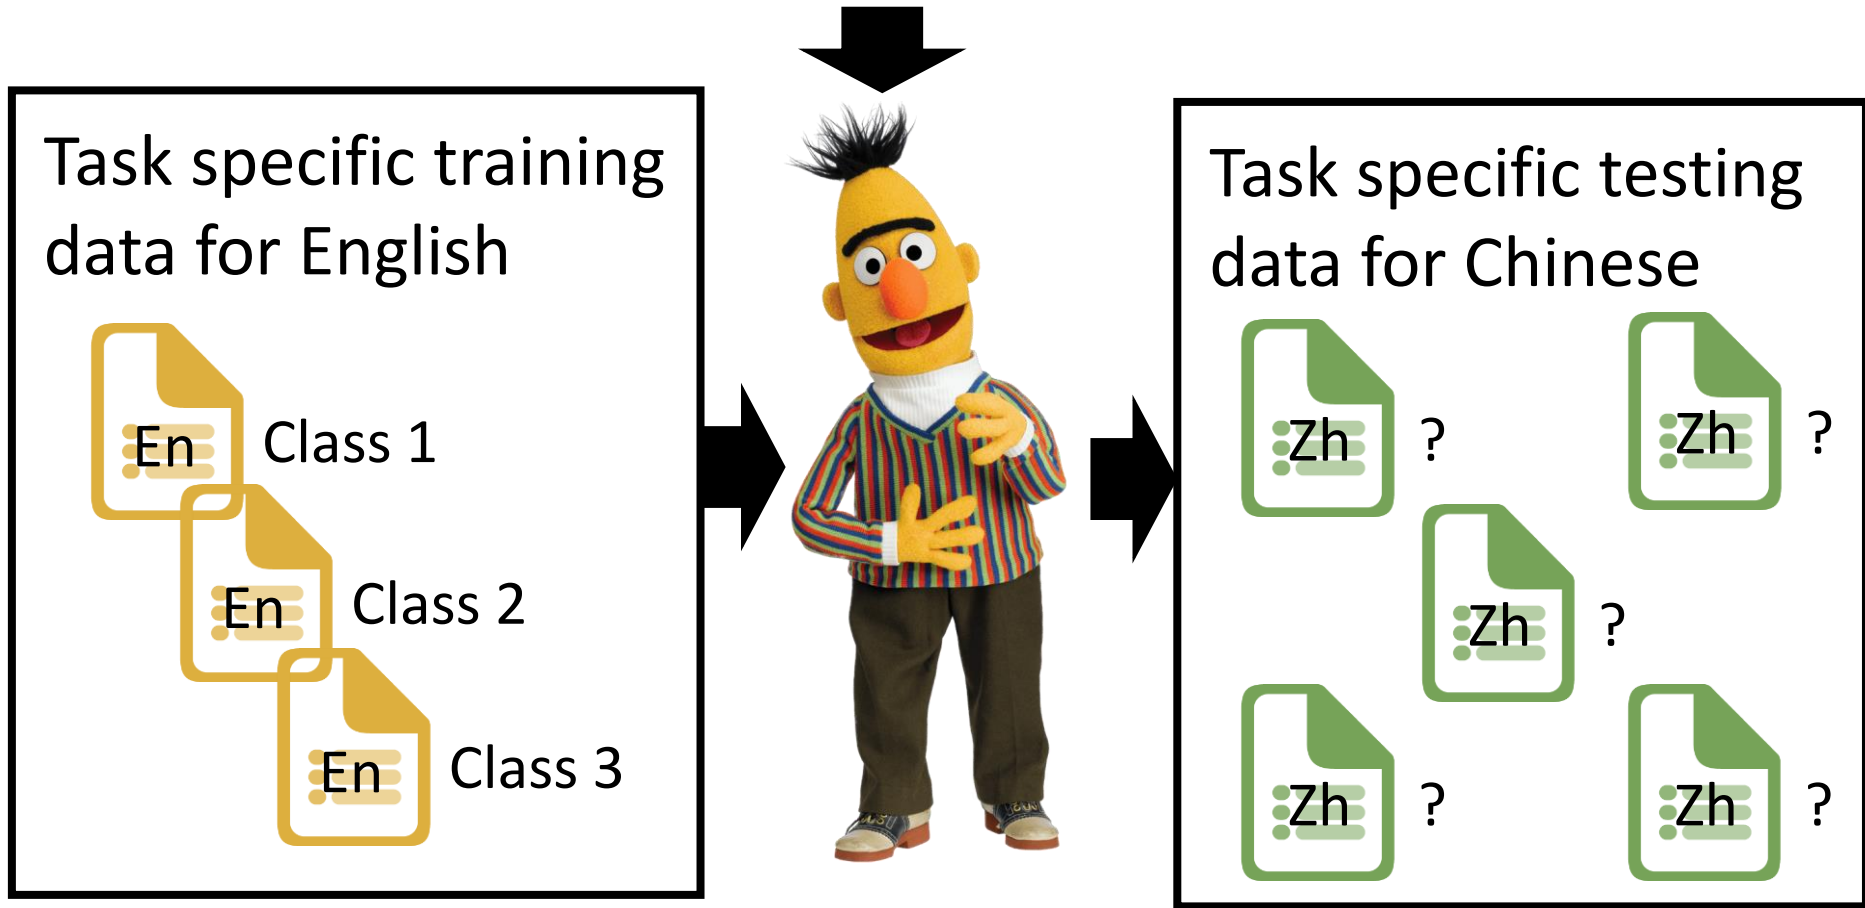 Task specific training
data for English
En Class 1
En Class 2
En Class 3
Task specific testing
data for Chinese
Zh ? Zh ?
Zh ?
Zh ? Zh ?